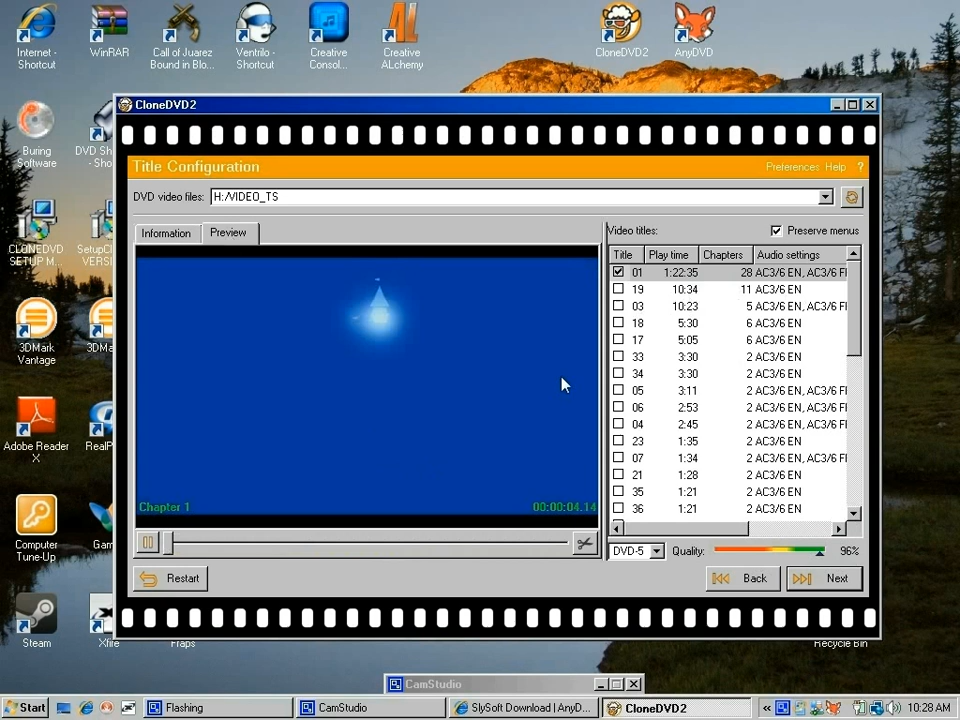 Internet -
Shortcut
WinRAR
Call of Juarez
Bound in Blo...
Ventrilo -
Shortcut
Creative
Consol...
Creative
ALchemy
CloneDVD2
AnyDVD
Buring
Software
DVD Sh
- Sho
CLONEDVD
SETUP M...
SetupCl
VERSI
3DMark
Vantage
3DMa
Adobe Reader
X
RealP
Computer
Tune-Up
Gam
Steam
Xfire
Fraps
Recycle Bin
CloneDVD2
Title Configuration
Preferences Help ?
DVD video files: H:/VIDEO_TS
Information Preview
Video titles: Preserve menus
Title Play time Chapters Audio settings
01 1:22:35 28 AC3/6 EN, AC3/6 F
19 10:34 11 AC3/6 EN
03 10:23 5 AC3/6 EN, AC3/6 F
18 5:30 6 AC3/6 EN
17 5:05 6 AC3/6 EN
33 3:30 2 AC3/6 EN
34 3:30 2 AC3/6 EN
05 3:11 2 AC3/6 EN, AC3/6 F
06 2:53 2 AC3/6 EN, AC3/6 F
04 2:45 2 AC3/6 EN, AC3/6 F
23 1:35 2 AC3/6 EN
07 1:34 2 AC3/6 EN, AC3/6 F
21 1:28 2 AC3/6 EN
35 1:21 2 AC3/6 EN
36 1:21 2 AC3/6 EN
Chapter 1 00:00:04.14
DVD-5 Quality: 96%
Restart Back Next
CamStudio
Start Flashing CamStudio SlySoft Download | AnyD... CloneDVD2 « 10:28 AM